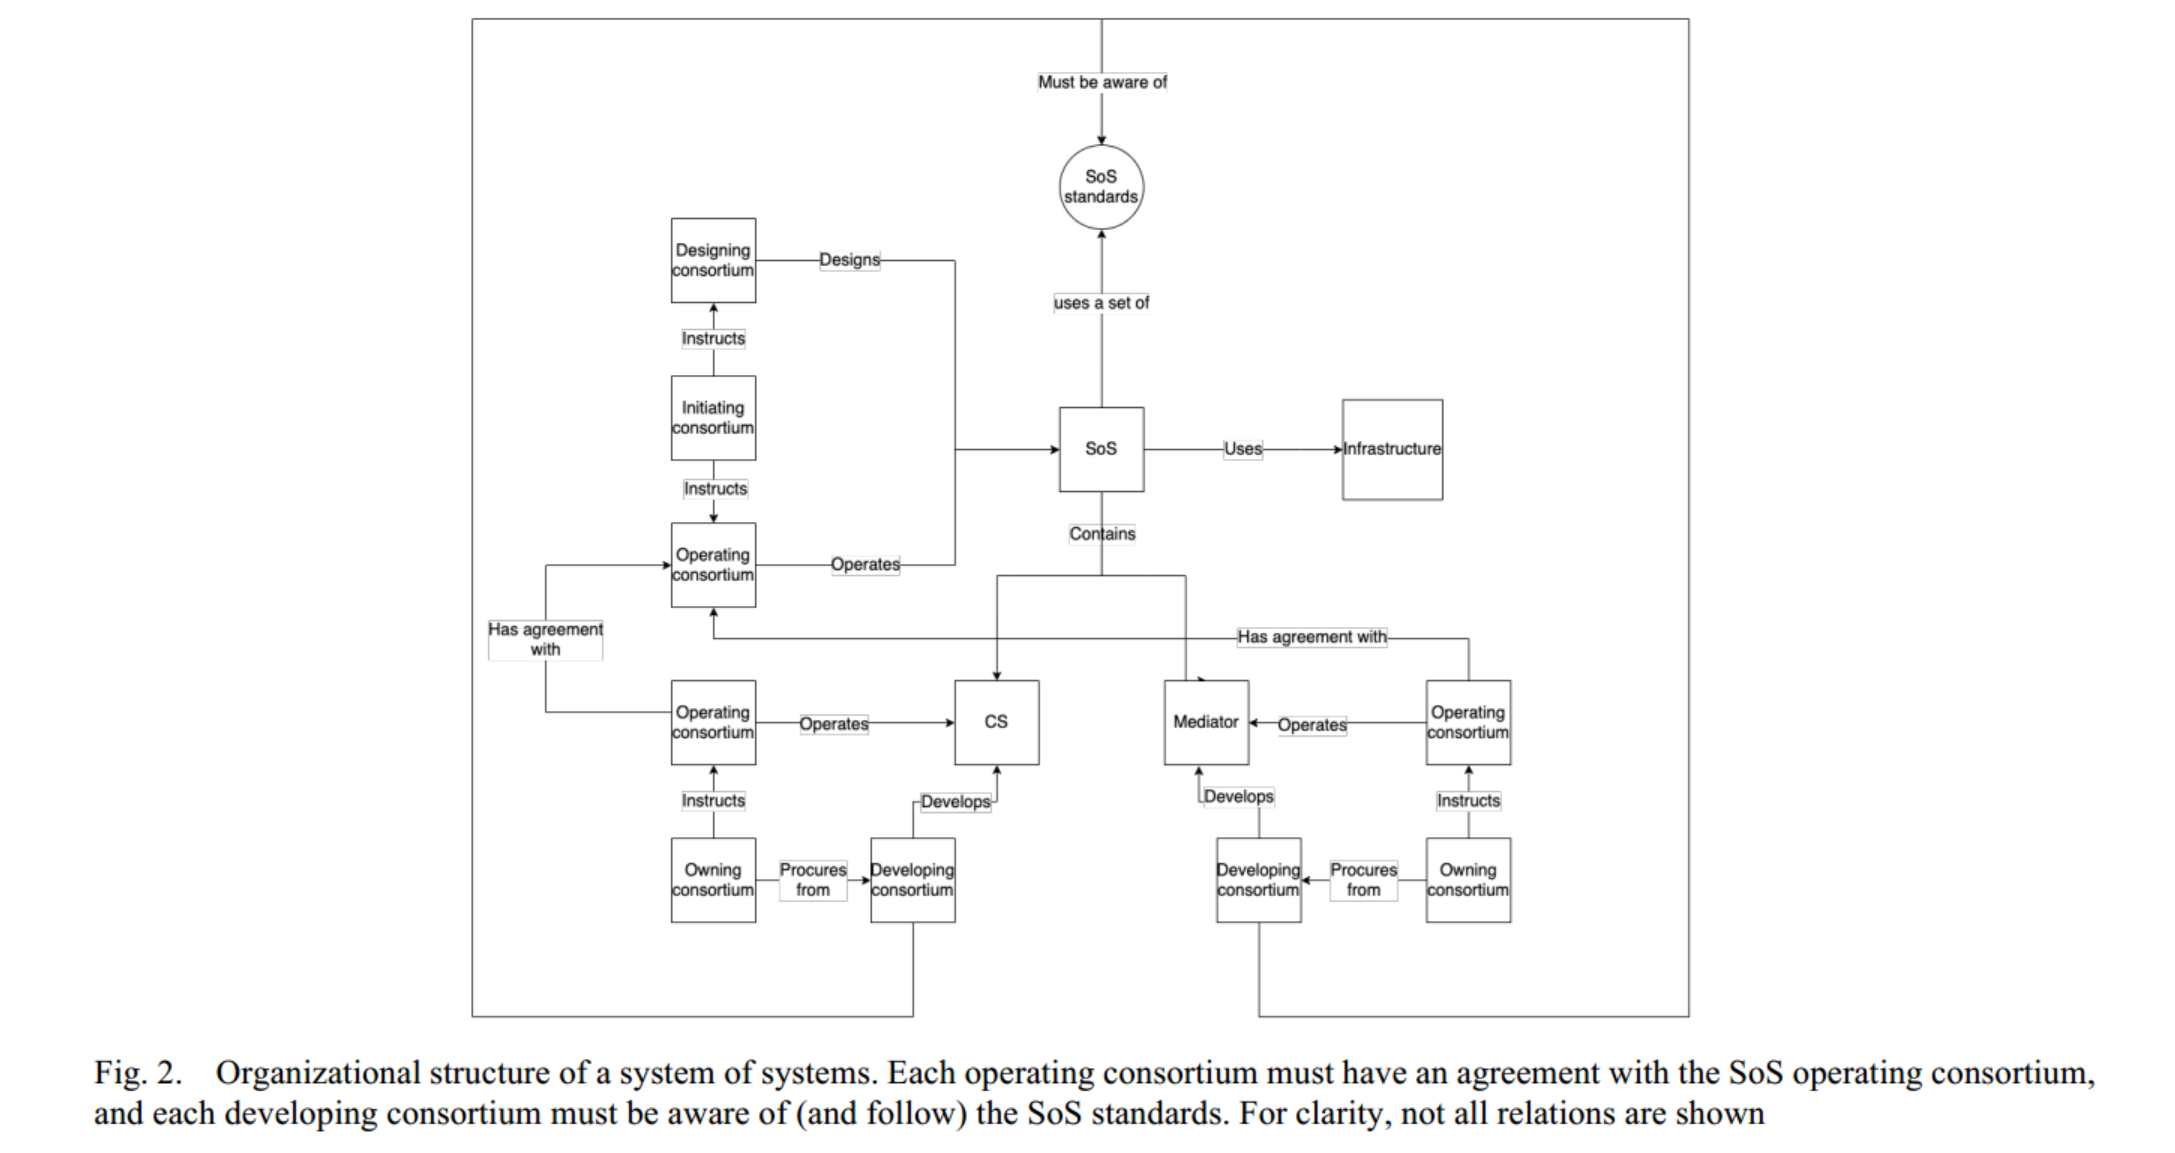 Must be aware of
SoS
standards
Designing
consortium
Designs
uses a set of
Instructs
Initiating
consortium
SoS
Uses
Infrastructure
Instructs
Contains
Operating
consortium
Operates
Has agreement
with
Has agreement with
Operating
consortium
Operates
CS
Mediator
Operates
Operating
consortium
Instructs
Develops
Develops
Instructs
Owning
consortium
Procures
from
Developing
consortium
Developing
consortium
Procures
from
Owning
consortium
Fig. 2. Organizational structure of a system of systems. Each operating consortium must have an agreement with the SoS operating consortium,
and each developing consortium must be aware of (and follow) the SoS standards. For clarity, not all relations are shown